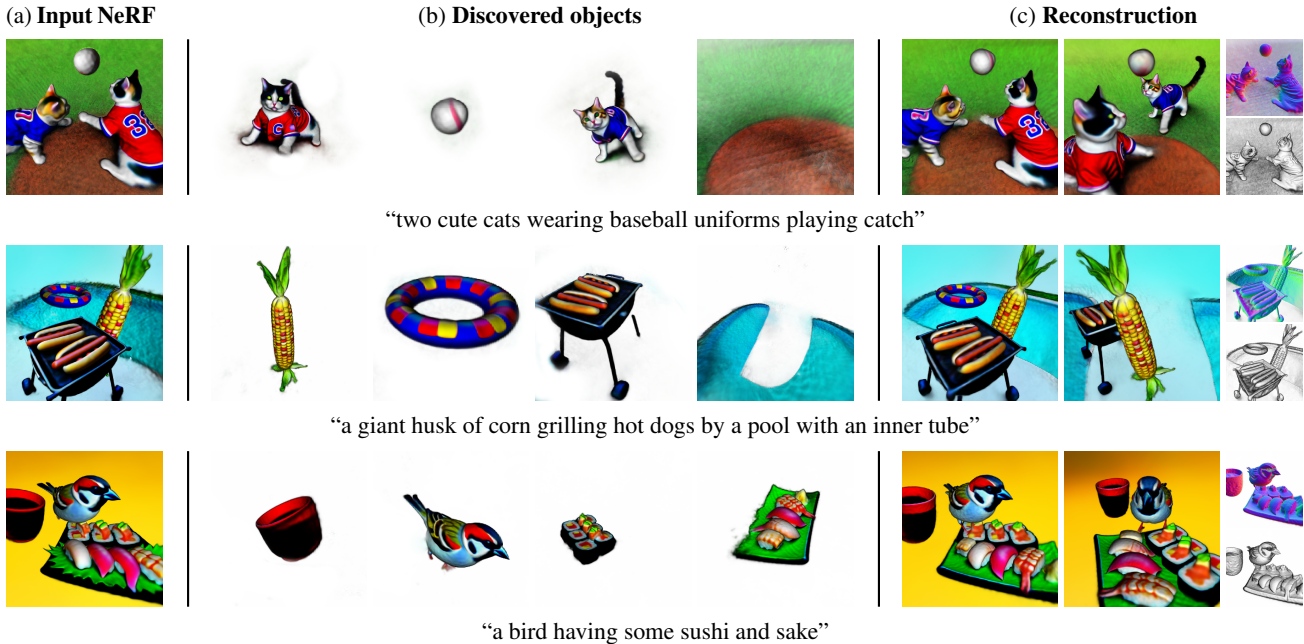 (a) Input NeRF
(b) Discovered objects
(c) Reconstruction
“two cute cats wearing baseball uniforms playing catch”
“a giant husk of corn grilling hot dogs by a pool with an inner tube”
“a bird having some sushi and sake”